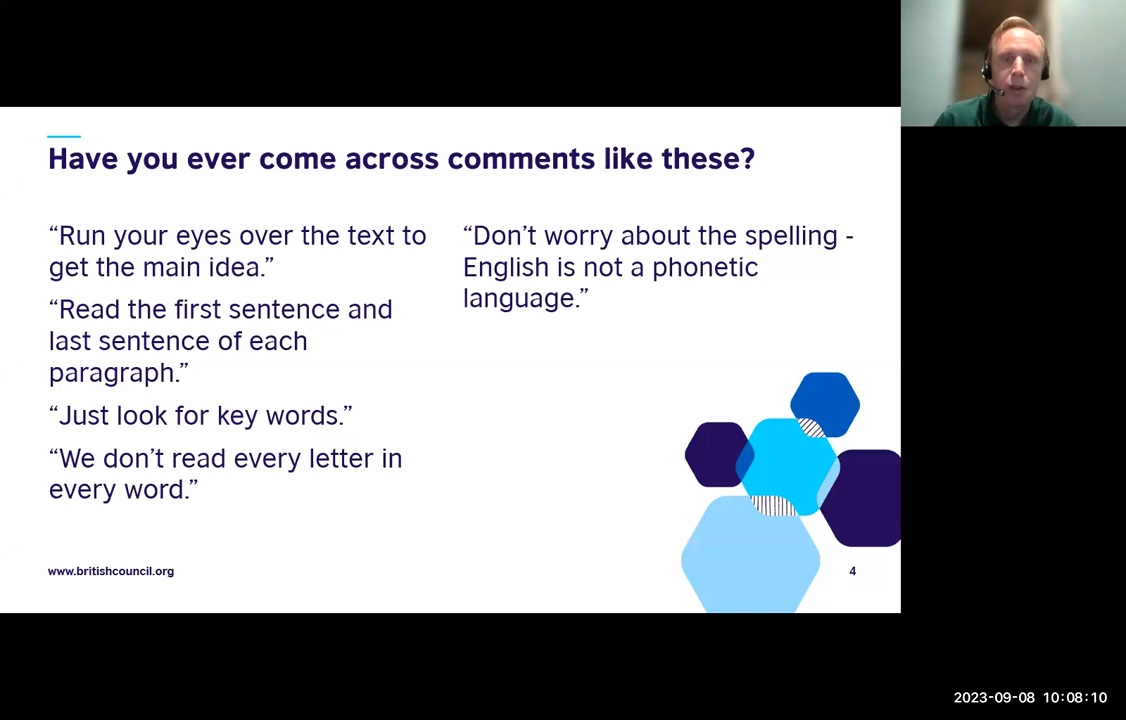 Have you ever come across comments like these?
“Run your eyes over the text to
get the main idea.”
“Read the first sentence and
last sentence of each
paragraph.”
“Just look for key words.”
“We don’t read every letter in
every word.”
“Don’t worry about the spelling -
English is not a phonetic
language.”
www.britishcouncil.org
4
2023-09-08 10:08:10